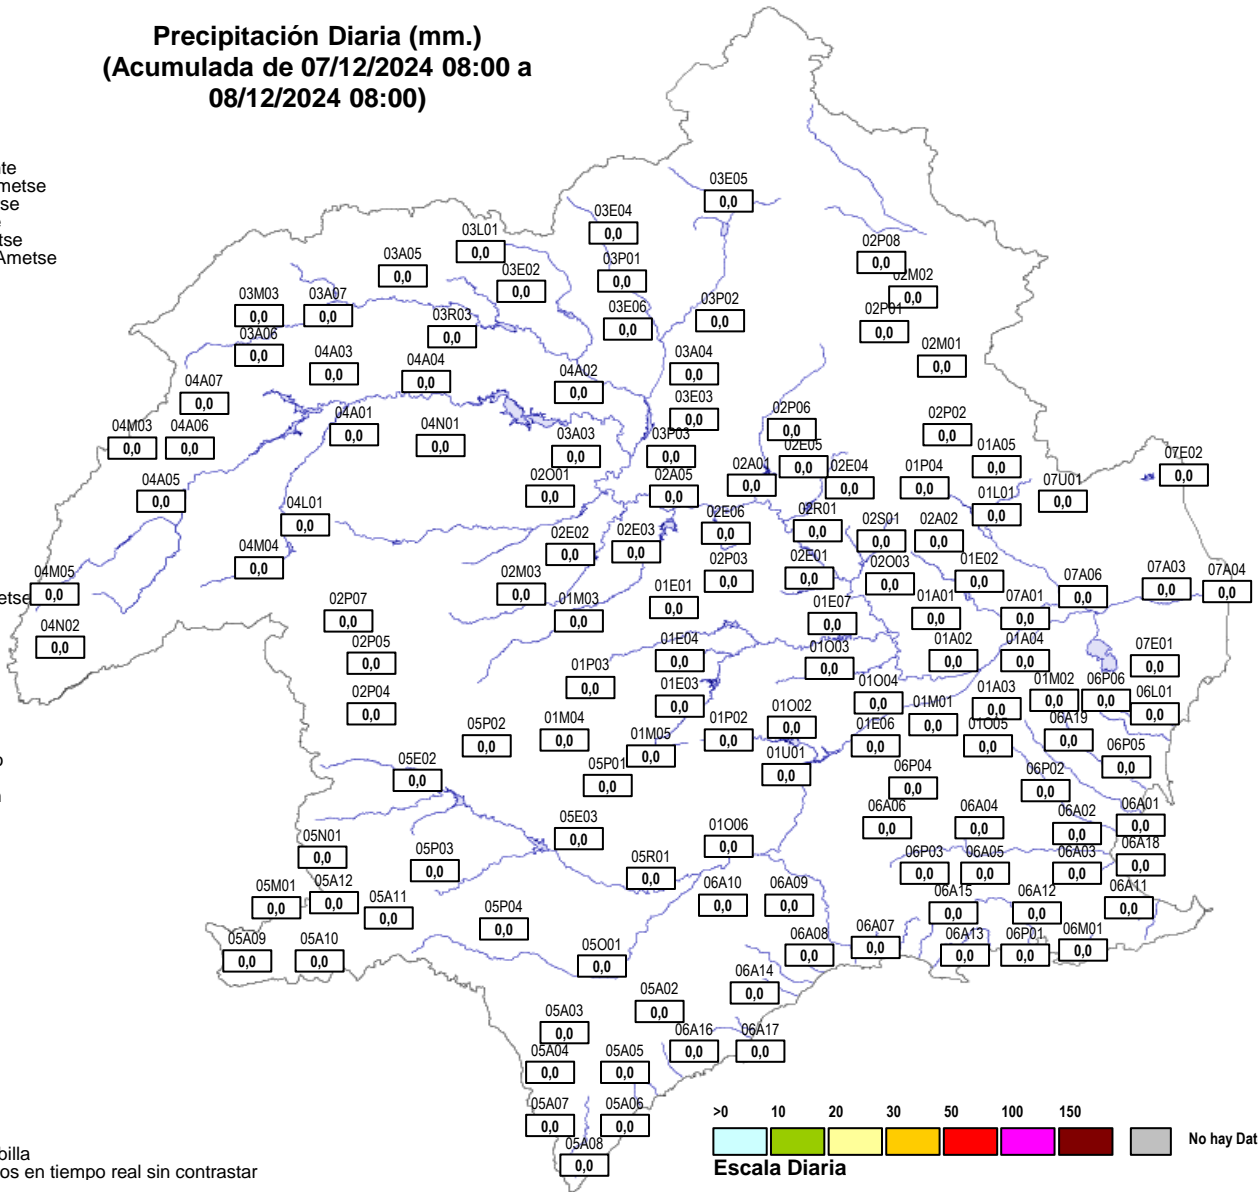 Precipitación Diaria (mm.)
(Acumulada de 07/12/2024 08:00 a
08/12/2024 08:00)
03E05
0,0
03E04
0,0
03L01
0,0
03A05
0,0
03P01
0,0
03E02
0,0
02P08
0,0
02M02
0,0
03M03
0,0
03A07
0,0
03R03
0,0
03E06
0,0
03P02
0,0
02P01
0,0
03A06
0,0
04A03
0,0
04A04
0,0
04A02
0,0
03A04
0,0
02M01
0,0
04A07
0,0
03E03
0,0
04M03
0,0
04A06
0,0
04A01
0,0
04N01
0,0
03A03
0,0
03P03
0,0
02P06
0,0
02P02
0,0
02E05
0,0
01A05
0,0
07E02
0,0
04A05
0,0
02O01
0,0
02A05
0,0
02A01
0,0
02E04
0,0
01P04
0,0
07U01
0,0
01L01
0,0
04L01
0,0
02E06
0,0
02R01
0,0
02S01
0,0
02A02
0,0
04M04
0,0
02E02
0,0
02E03
0,0
04M05
0,0
02M03
0,0
02P03
0,0
02E01
0,0
02O03
0,0
01E02
0,0
07A06
0,0
07A03
0,0
07A04
0,0
02P07
0,0
01M03
0,0
01E01
0,0
01E07
0,0
01A01
0,0
07A01
0,0
04N02
0,0
02P05
0,0
01E04
0,0
01O03
0,0
01A02
0,0
01A04
0,0
07E01
0,0
01P03
0,0
01E03
0,0
01O04
0,0
01A03
0,0
01M02
0,0
06P06
0,0
06L01
0,0
02P04
0,0
01M01
0,0
05P02
0,0
01M04
0,0
01M05
0,0
01P02
0,0
01O02
0,0
01E06
0,0
01O05
0,0
06A19
0,0
06P05
0,0
05E02
0,0
05P01
0,0
01U01
0,0
06P04
0,0
06P02
0,0
05E03
0,0
01O06
0,0
06A06
0,0
06A04
0,0
06A02
0,0
06A01
0,0
05N01
0,0
05P03
0,0
05R01
0,0
06P03
0,0
06A05
0,0
06A03
0,0
06A18
0,0
05M01
0,0
05A12
0,0
05A11
0,0
06A10
0,0
06A09
0,0
06A15
0,0
06A12
0,0
06A11
0,0
05P04
0,0
05A09
0,0
05A10
0,0
05O01
0,0
06A08
0,0
06A07
0,0
06A13
0,0
06P01
0,0
06M01
0,0
06A14
0,0
05A02
0,0
05A03
0,0
06A16
0,0
06A17
0,0
05A04
0,0
05A05
0,0
05A07
0,0
05A06
0,0
05A08
0,0
>0 10 20 30 50 100 150
No hay Dat
Escala Diaria
os en tiempo real sin contrastar